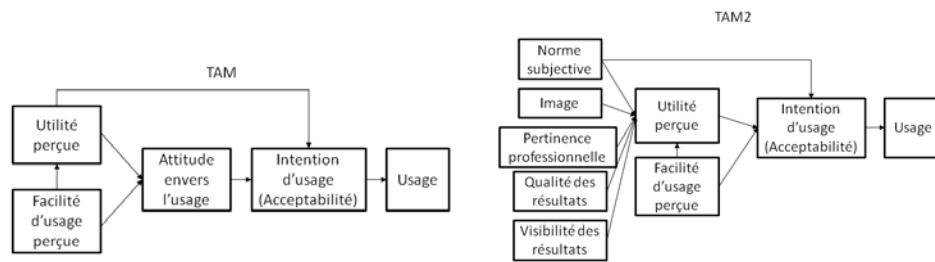 TAM
Utilité
perçue
Facilité
d'usage
perçue
Attitude
envers
l'usage
Intention
d'usage
(Acceptabilité)
Usage
TAM2
Norme
subjective
Image
Pertinence
professionnelle
Qualité des
résultats
Visibilité des
résultats
Utilité
perçue
Facilité
d'usage
perçue
Intention
d'usage
(Acceptabilité)
Usage